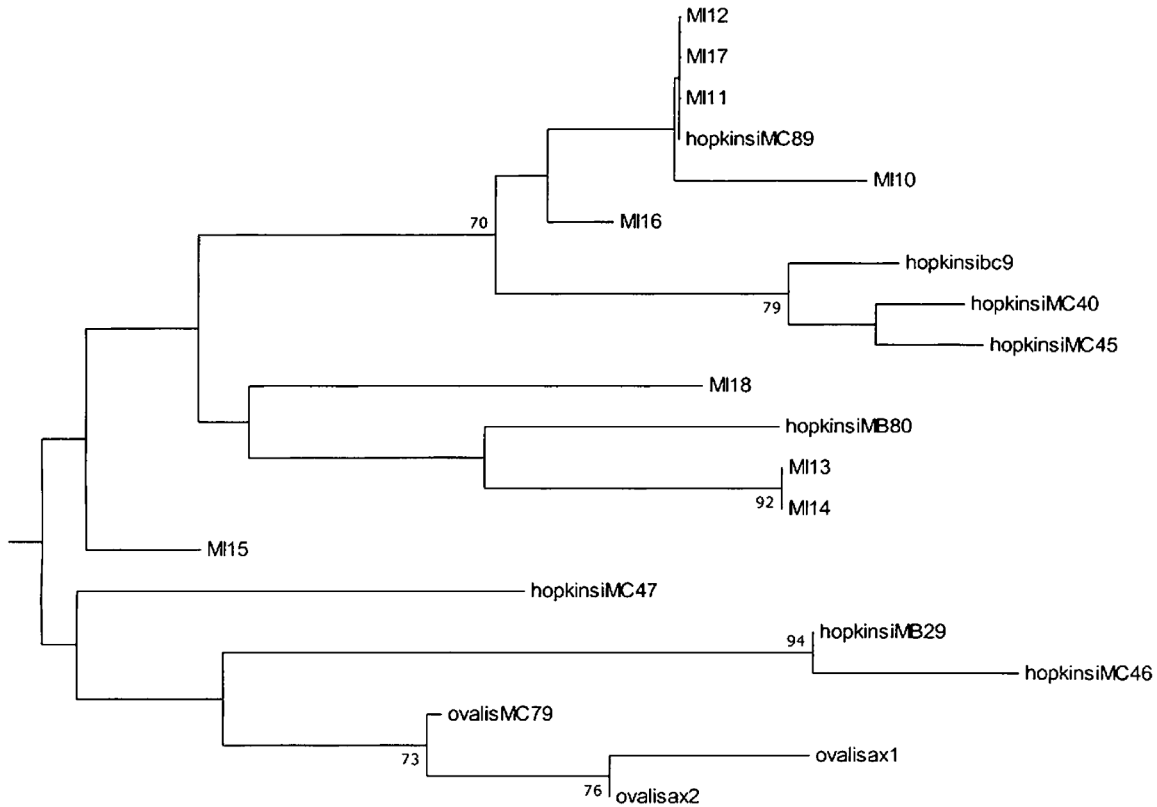 MI12
MI17
MI11
hopkinsiMC89
MI10
70
MI16
hopkinsibc9
79
hopkinsiMC40
hopkinsiMC45
MI18
hopkinsiMB80
MI13
92
MI14
MI15
hopkinsiMC47
94
hopkinsiMB29
hopkinsiMC46
ovalisMC79
73
ovalisax1
76
ovalisax2